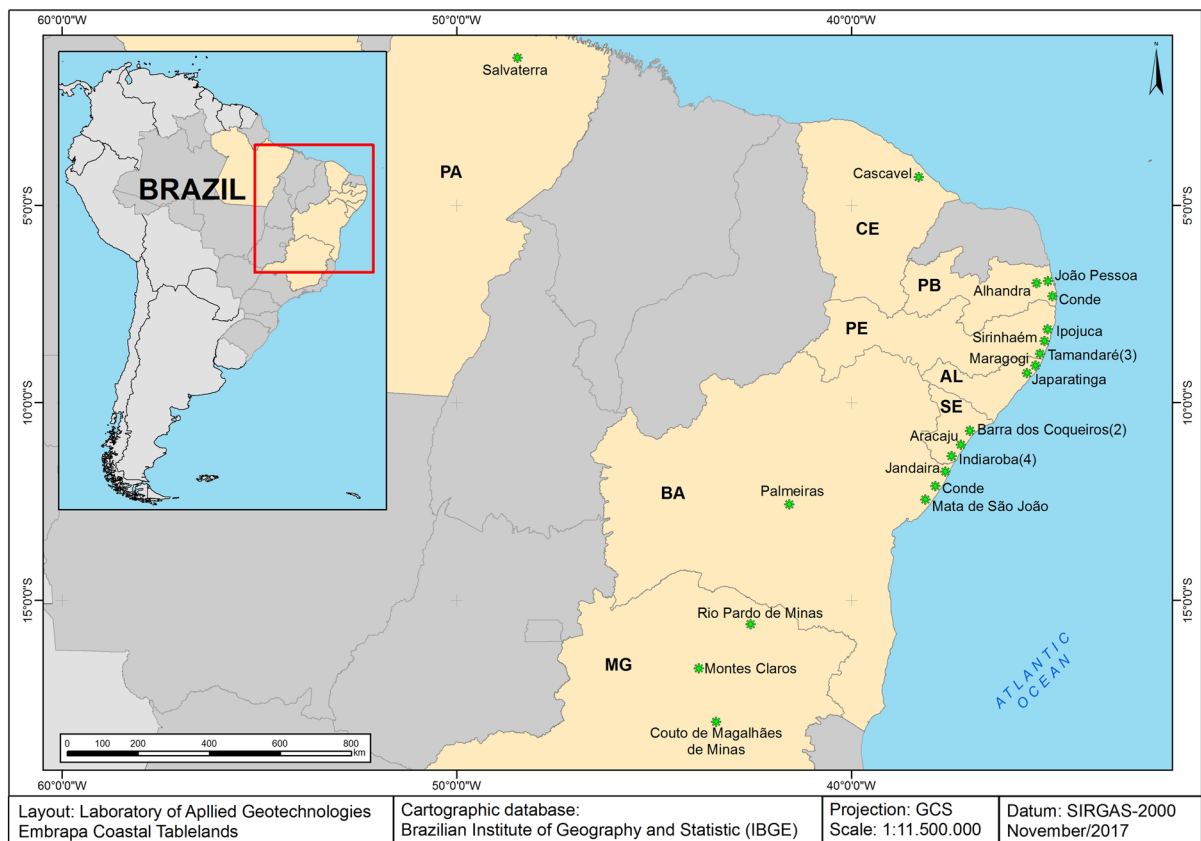 60°0'0"W
50°0'0"W
40°0'0"W
N
BRAZIL
Salvaterra
PA
Cascavel
CE
5°0'0"S
5°0'0"S
PB
João Pessoa
Alhandra
Conde
PE
Ipojuca
Sirinhaém
Tamandaré(3)
Maragogi
AL
Japaratinga
10°0'0"S
10°0'0"S
SE
Barra dos Coqueiros(2)
Aracaju
Indiaroba(4)
Jandaira
Conde
BA
Palmeiras
Mata de São João
15°0'0"S
15°0'0"S
Rio Pardo de Minas
MG
Montes Claros
ATLANTIC
OCEAN
Couto de Magalhães
de Minas
0 100 200 400 600 800
km
60°0'0"W
50°0'0"W
40°0'0"W
Layout: Laboratory of Apllied Geotechnologies
Embrapa Coastal Tablelands
Cartographic database:
Brazilian Institute of Geography and Statistic (IBGE)
Projection: GCS
Scale: 1:11.500.000
Datum: SIRGAS-2000
November/2017